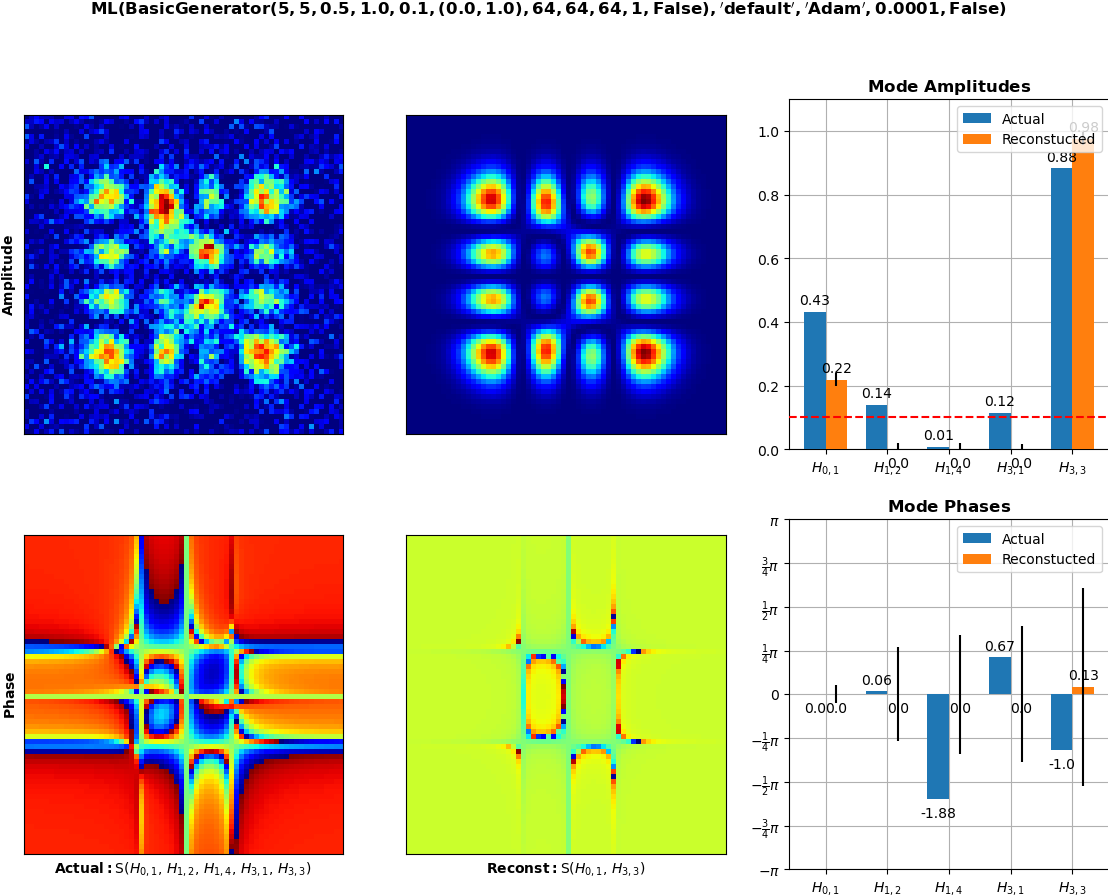 ML(BasicGenerator(5, 5, 0.5, 1.0, 0.1, (0.0, 1.0), 64, 64, 64, 1, False), ′default′, ′Adam′, 0.0001, False)
Mode Amplitudes
Actual
Reconstucted
1.0
0.8
0.6
0.4
0.2
0.0
0.43
0.22
0.14
0.0
0.01
0.0
0.12
0.0
0.88
0.98
H0,1
H1,2
H1,4
H3,1
H3,3
Amplitude
Mode Phases
Actual
Reconstucted
π
3/4π
1/2π
1/4π
0
−1/4π
−1/2π
−3/4π
−π
0.0
0.0
0.06
0.0
-1.88
0.0
0.67
0.0
-1.0
0.13
H0,1
H1,2
H1,4
H3,1
H3,3
Phase
Actual: S(H0,1, H1,2, H1,4, H3,1, H3,3)
Reconst: S(H0,1, H3,3)